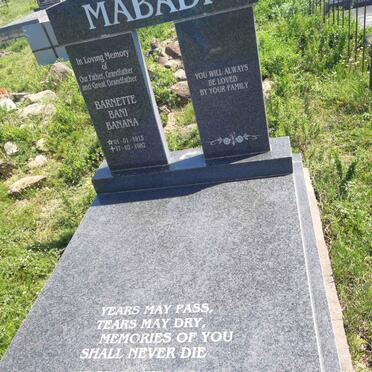 In Loving Memory
of
Our Father, Grandfather
and Great Grandfather
BARNETTE
BANI
BANANA
YOU WILL ALWAYS
BE LOVED
BY YOUR FAMILY
YEARS MAY PASS,
TEARS MAY DRY,
MEMORIES OF YOU
SHALL NEVER DIE